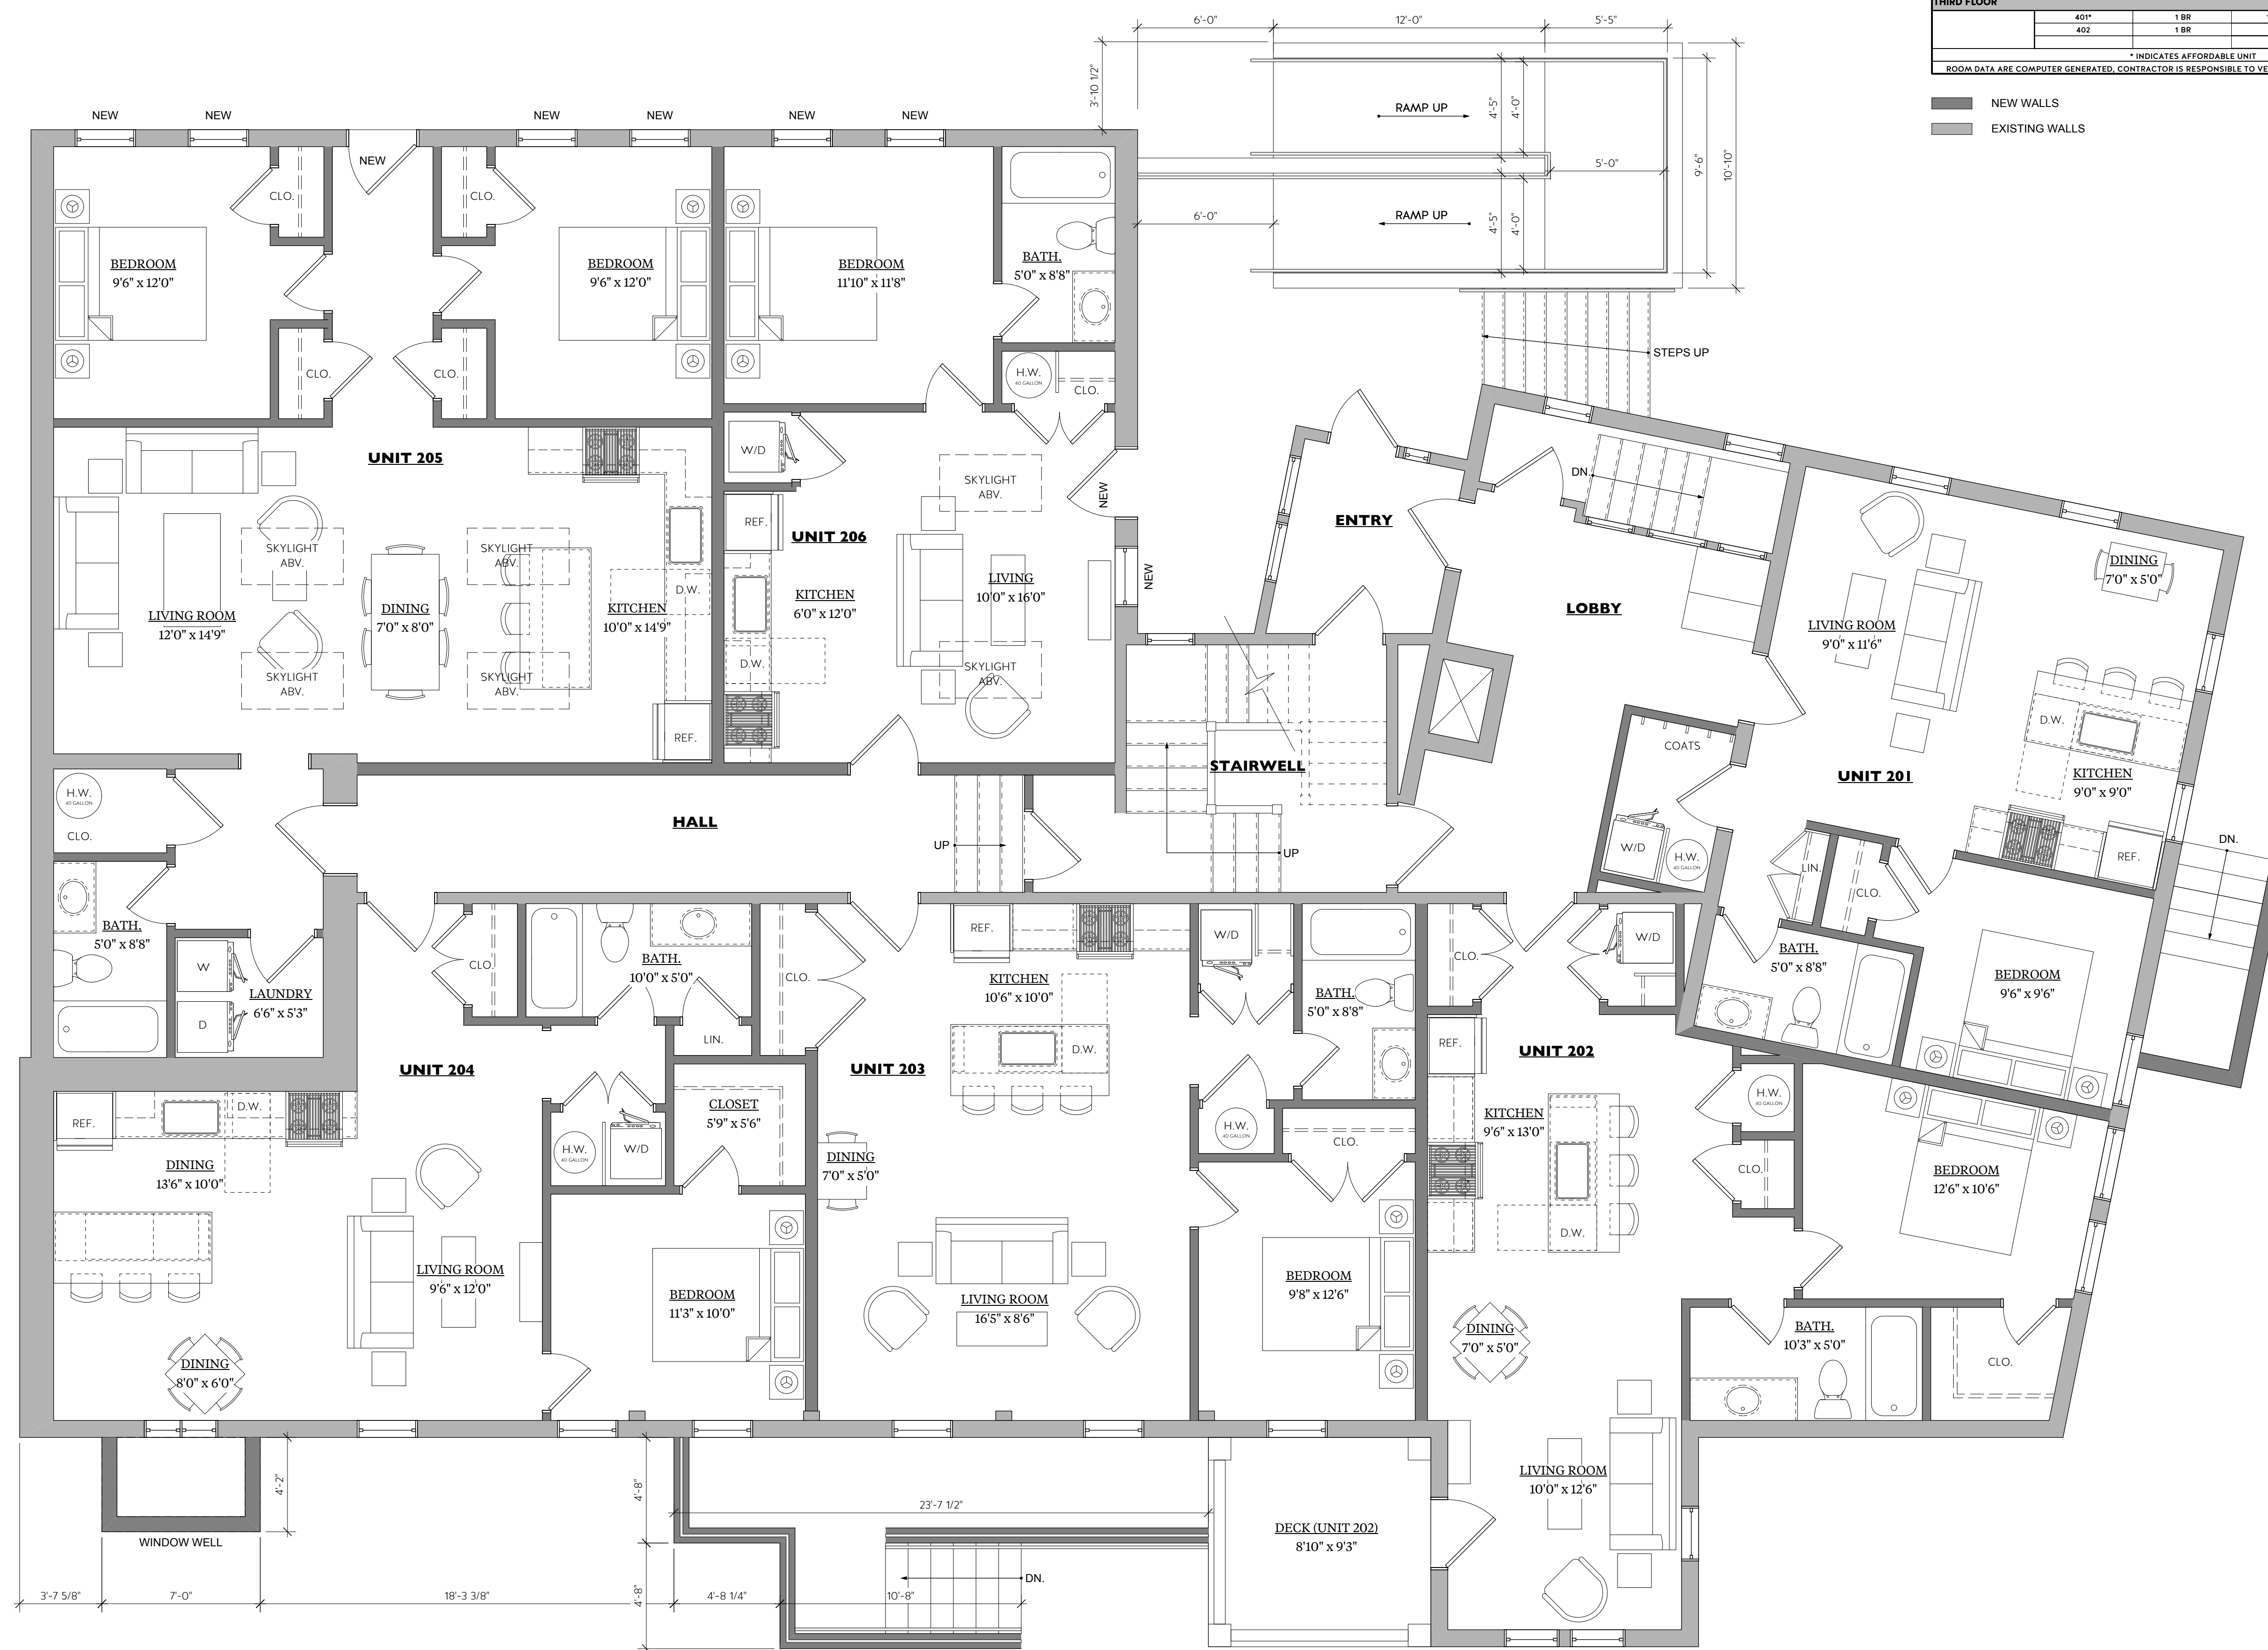 THIRD FLOOR
401* 1 BR
402 1 BR
* INDICATES AFFORDABLE UNIT
ROOM DATA ARE COMPUTER GENERATED, CONTRACTOR IS RESPONSIBLE TO VE
NEW WALLS
EXISTING WALLS
6'-0"
12'-0"
5'-5"
3'-10 1/2"
RAMP UP
4'-5"
4'-0"
5'-0"
9'-6"
10'-10"
6'-0"
RAMP UP
4'-5"
4'-0"
STEPS UP
NEW
NEW
NEW
NEW
NEW
NEW
NEW
CLO.
CLO.
BEDROOM
9'6" x 12'0"
BEDROOM
9'6" x 12'0"
CLO.
CLO.
UNIT 205
SKYLIGHT
ABV.
SKYLIGHT
ABV.
SKYLIGHT
ABV.
SKYLIGHT
ABV.
LIVING ROOM
12'0" x 14'9"
DINING
7'0" x 8'0"
KITCHEN
10'0" x 14'9"
D.W.
REF.
BEDROOM
11'10" x 11'8"
BATH.
5'0" x 8'8"
H.W.
40 GALLON
CLO.
W/D
SKYLIGHT
ABV.
NEW
REF.
UNIT 206
KITCHEN
6'0" x 12'0"
LIVING
10'0" x 16'0"
NEW
D.W.
SKYLIGHT
ABV.
ENTRY
DN.
LOBBY
STAIRWELL
UP
UP
HALL
DINING
7'0" x 5'0"
LIVING ROOM
9'0" x 11'6"
D.W.
COATS
UNIT 201
KITCHEN
9'0" x 9'0"
W/D
H.W.
40 GALLON
LIN.
CLO.
REF.
DN.
BATH.
5'0" x 8'8"
BEDROOM
9'6" x 9'6"
H.W.
40 GALLON
CLO.
BATH.
5'0" x 8'8"
W
D
LAUNDRY
6'6" x 5'3"
CLO.
BATH.
10'0" x 5'0"
LIN.
CLO.
UNIT 204
REF.
D.W.
DINING
13'6" x 10'0"
H.W.
40 GALLON
W/D
CLOSET
5'9" x 5'6"
LIVING ROOM
9'6" x 12'0"
BEDROOM
11'3" x 10'0"
DINING
8'0" x 6'0"
REF.
KITCHEN
10'6" x 10'0"
W/D
BATH.
5'0" x 8'8"
D.W.
UNIT 203
H.W.
40 GALLON
CLO.
DINING
7'0" x 5'0"
LIVING ROOM
16'5" x 8'6"
BEDROOM
9'8" x 12'6"
CLO.
W/D
REF.
UNIT 202
KITCHEN
9'6" x 13'0"
H.W.
40 GALLON
CLO.
D.W.
BEDROOM
12'6" x 10'6"
DINING
7'0" x 5'0"
BATH.
10'3" x 5'0"
CLO.
LIVING ROOM
10'0" x 12'6"
DECK (UNIT 202)
8'10" x 9'3"
4'-2"
WINDOW WELL
4'-8"
23'-7 1/2"
DN.
3'-7 5/8"
7'-0"
18'-3 3/8"
4'-8"
4'-8 1/4"
10'-8"